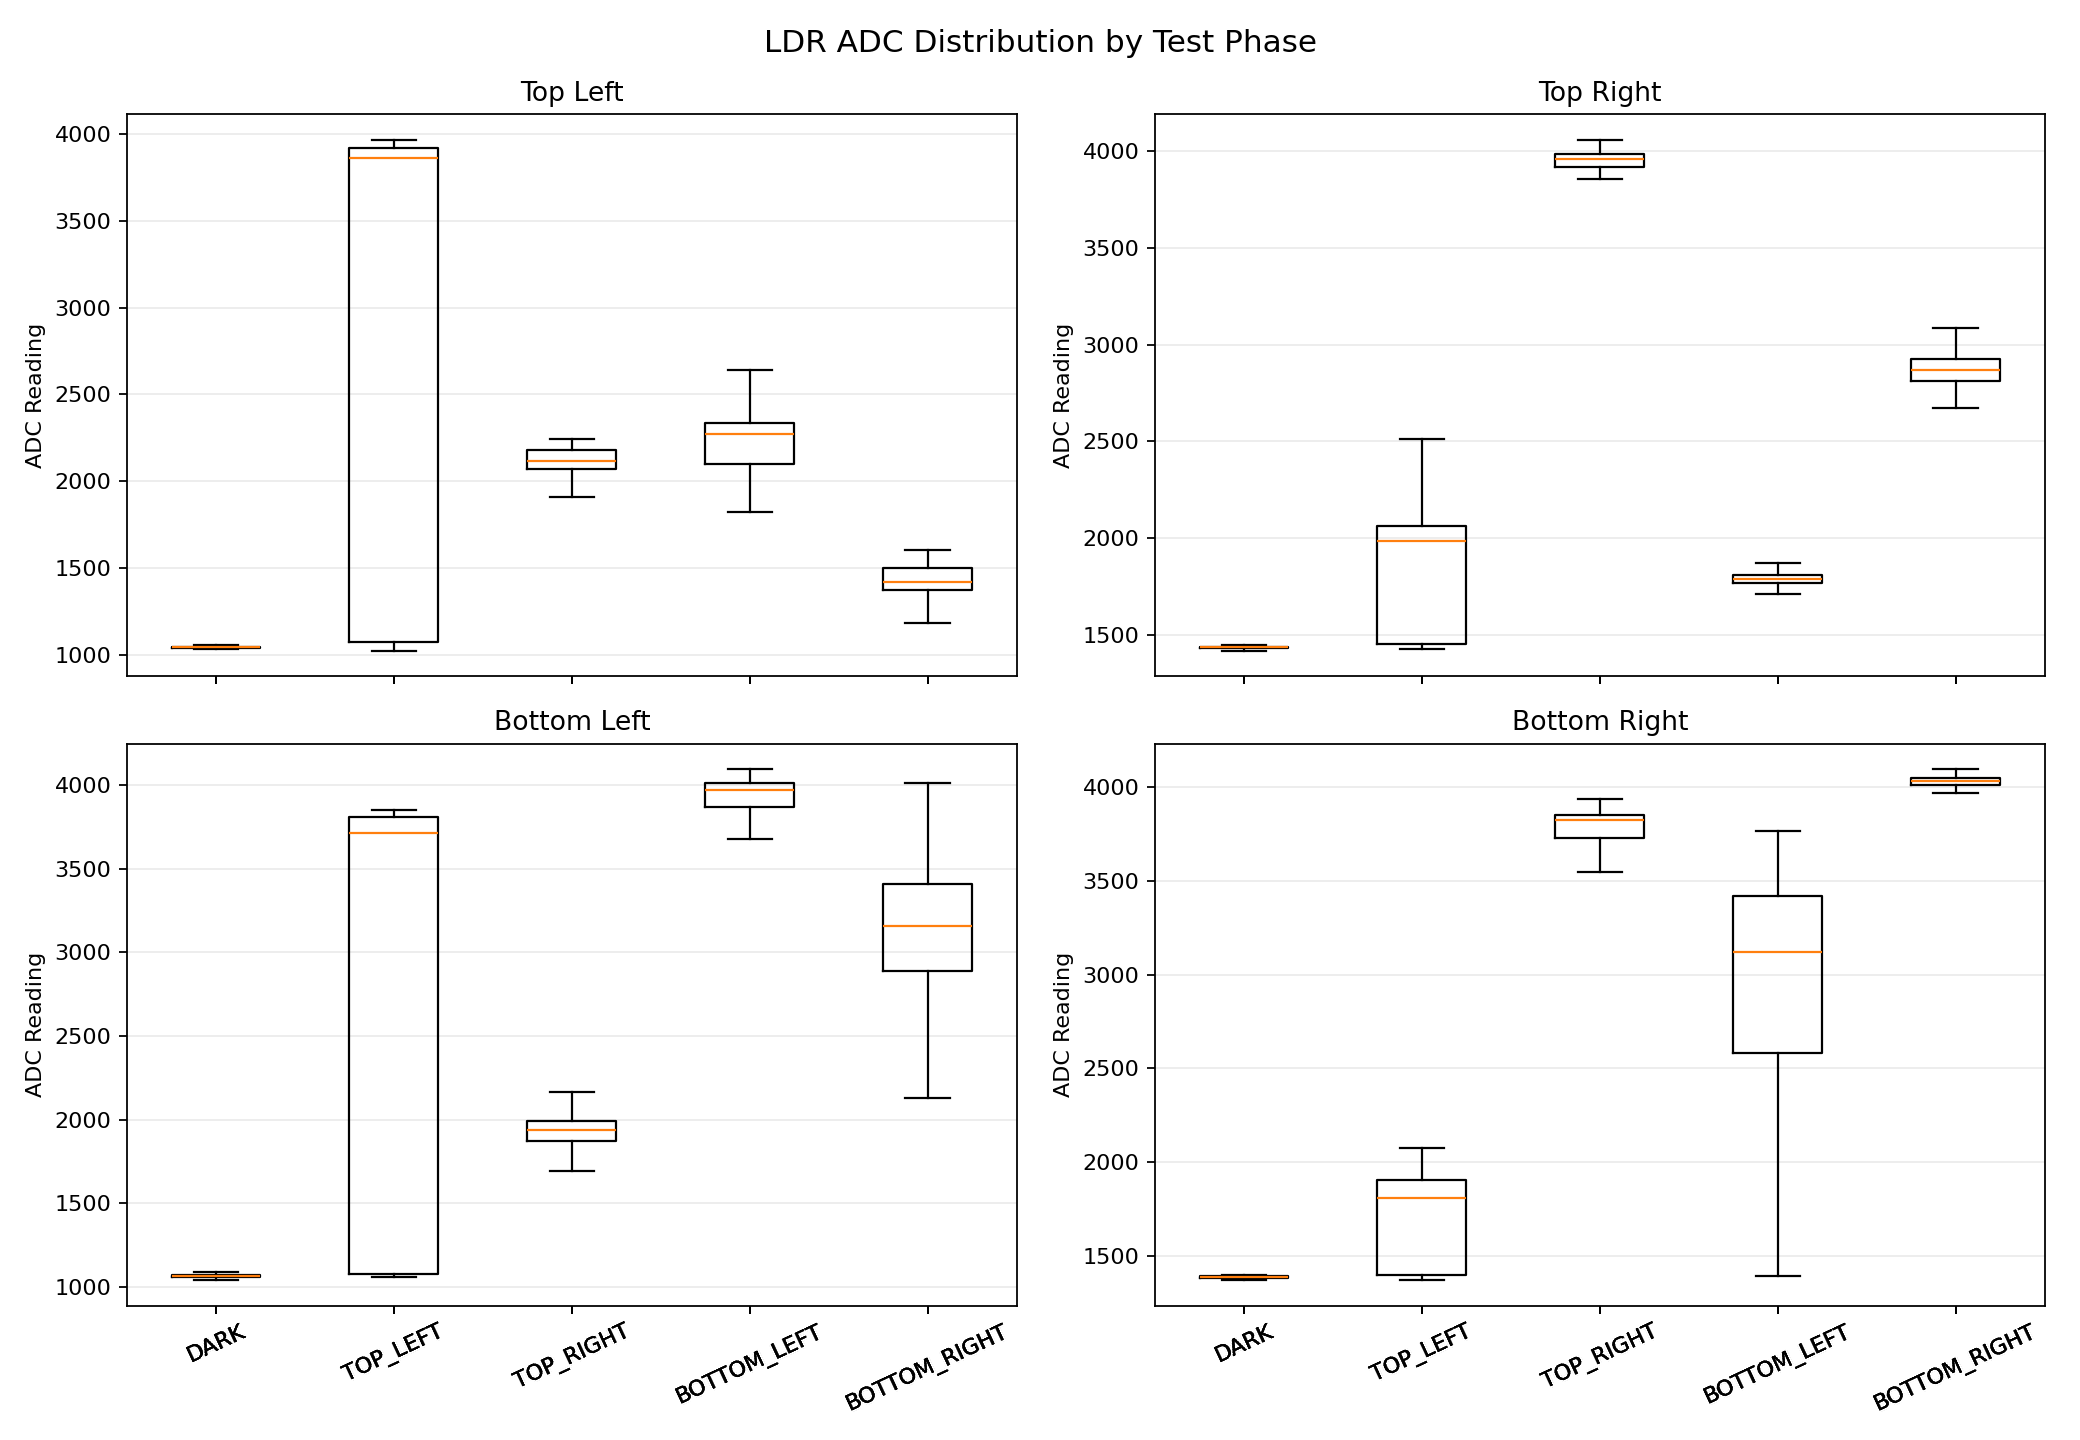 LDR ADC Distribution by Test Phase
Top Left
4000
3500
3000
2500
2000
1500
1000
ADC Reading
Top Right
4000
3500
3000
2500
2000
1500
ADC Reading
Bottom Left
4000
3500
3000
2500
2000
1500
1000
ADC Reading
DARK TOP_LEFT TOP_RIGHT BOTTOM_LEFT BOTTOM_RIGHT
Bottom Right
4000
3500
3000
2500
2000
1500
ADC Reading
DARK TOP_LEFT TOP_RIGHT BOTTOM_LEFT BOTTOM_RIGHT